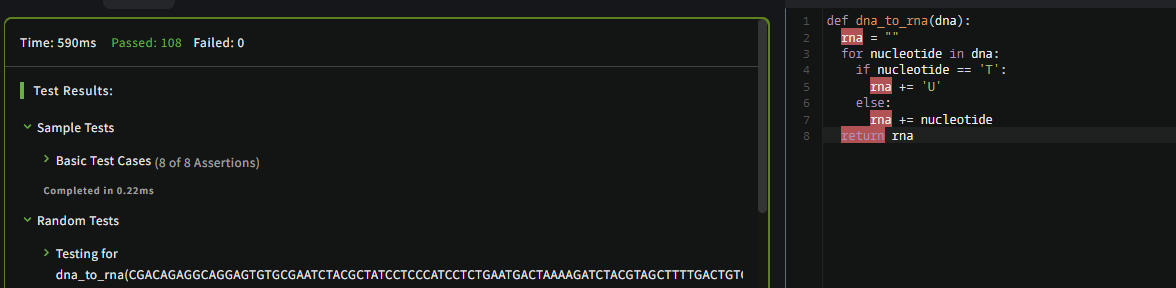 Time: 590ms Passed: 108 Failed: 0
Test Results:
Sample Tests
Basic Test Cases (8 of 8 Assertions)
Completed in 0.22ms
Random Tests
Testing for
dna_to_rna(CGACAGAGGCAGGAGTGTGCGAATCTACGCTATCCTCCCATCCTCTGAATGACTAAAAGATCTACGTAGCTTTTGACTGTG
1 def dna_to_rna(dna):
2 rna = ""
3 for nucleotide in dna:
4 if nucleotide == 'T':
5 rna += 'U'
6 else:
7 rna += nucleotide
8 return rna